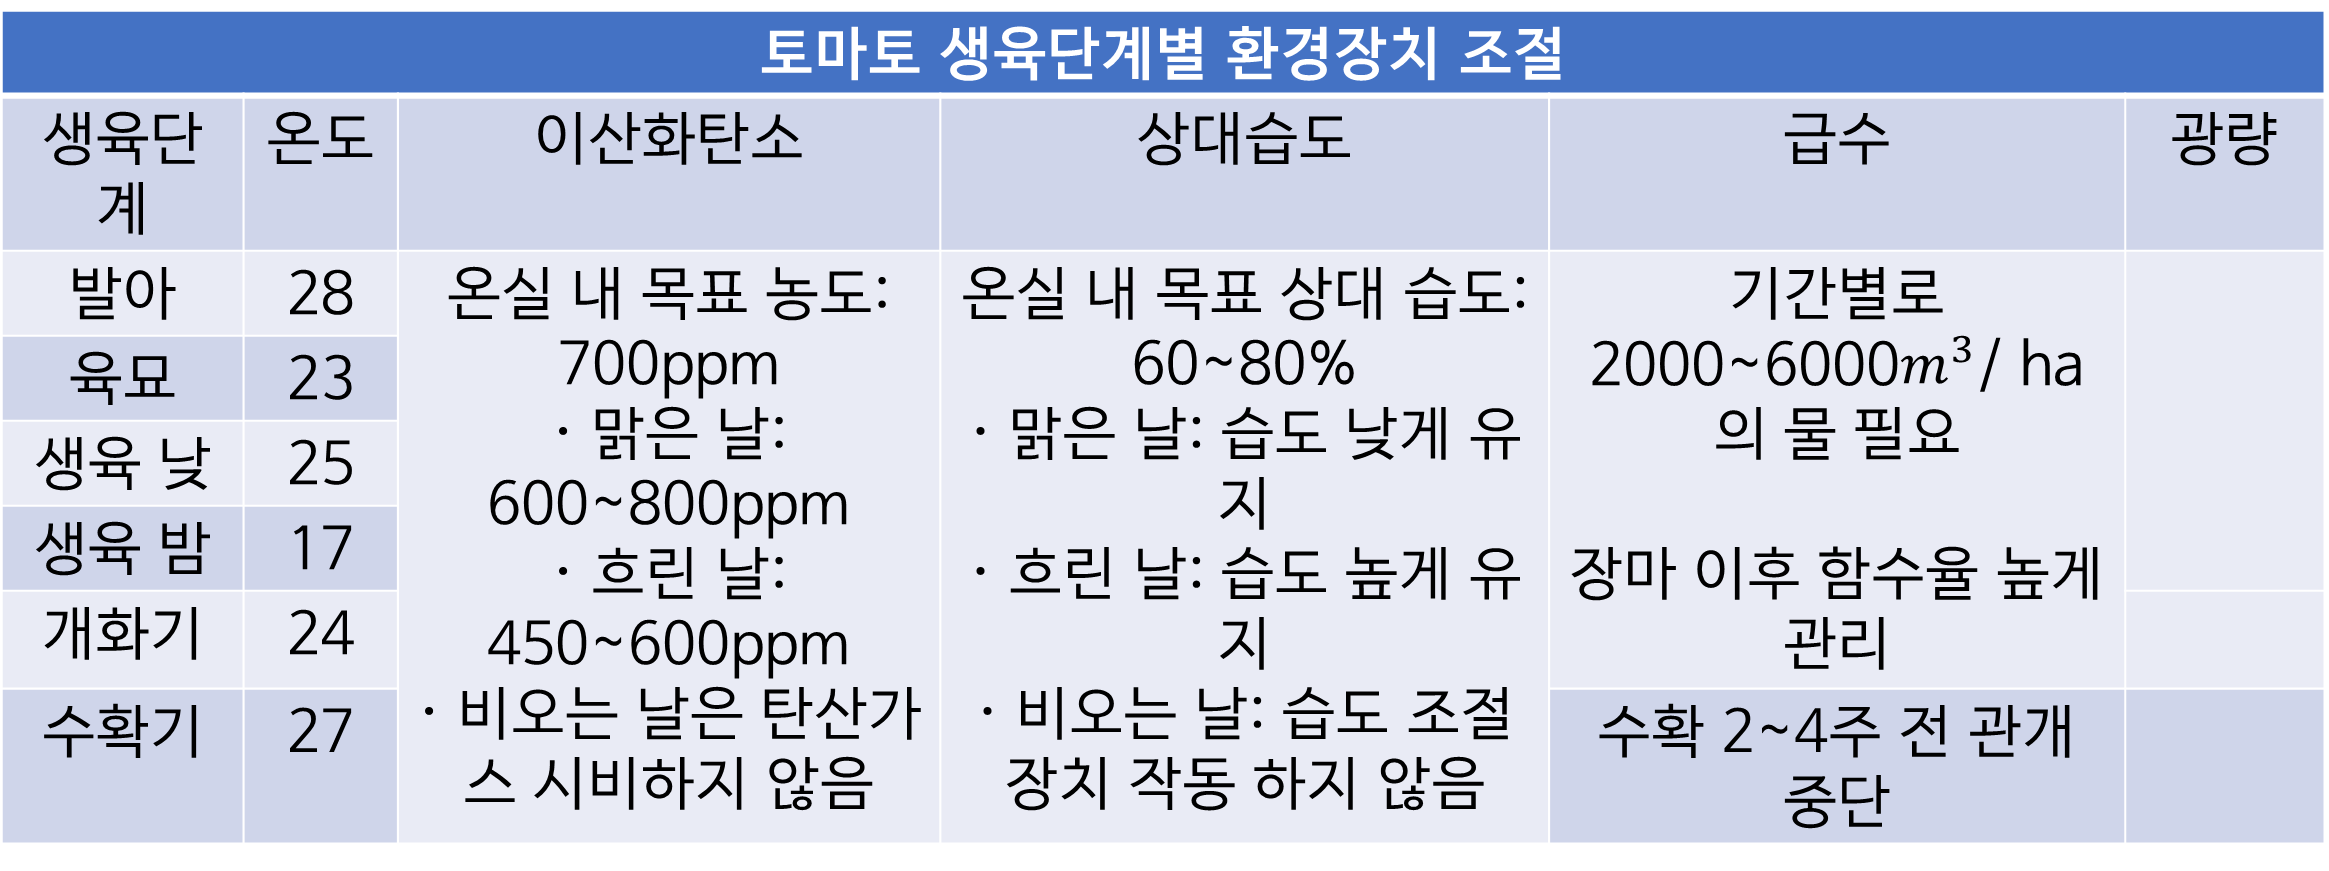 토마토 생육단계별 환경장치 조절
생육단
계
온도
이산화탄소
상대습도
급수
광량
발아
28
육묘
23
생육 낮
25
생육 밤
17
개화기
24
수확기
27
온실 내 목표 농도:
700ppm
· 맑은 날:
600~800ppm
· 흐린 날:
450~600ppm
· 비오는 날은 탄산가
스 시비하지 않음
온실 내 목표 상대 습도:
60~80%
· 맑은 날: 습도 낮게 유
지
· 흐린 날: 습도 높게 유
지
· 비오는 날: 습도 조절
장치 작동 하지 않음
기간별로
2000~6000m³/ ha
의 물 필요
장마 이후 함수율 높게
관리
수확 2~4주 전 관개
중단